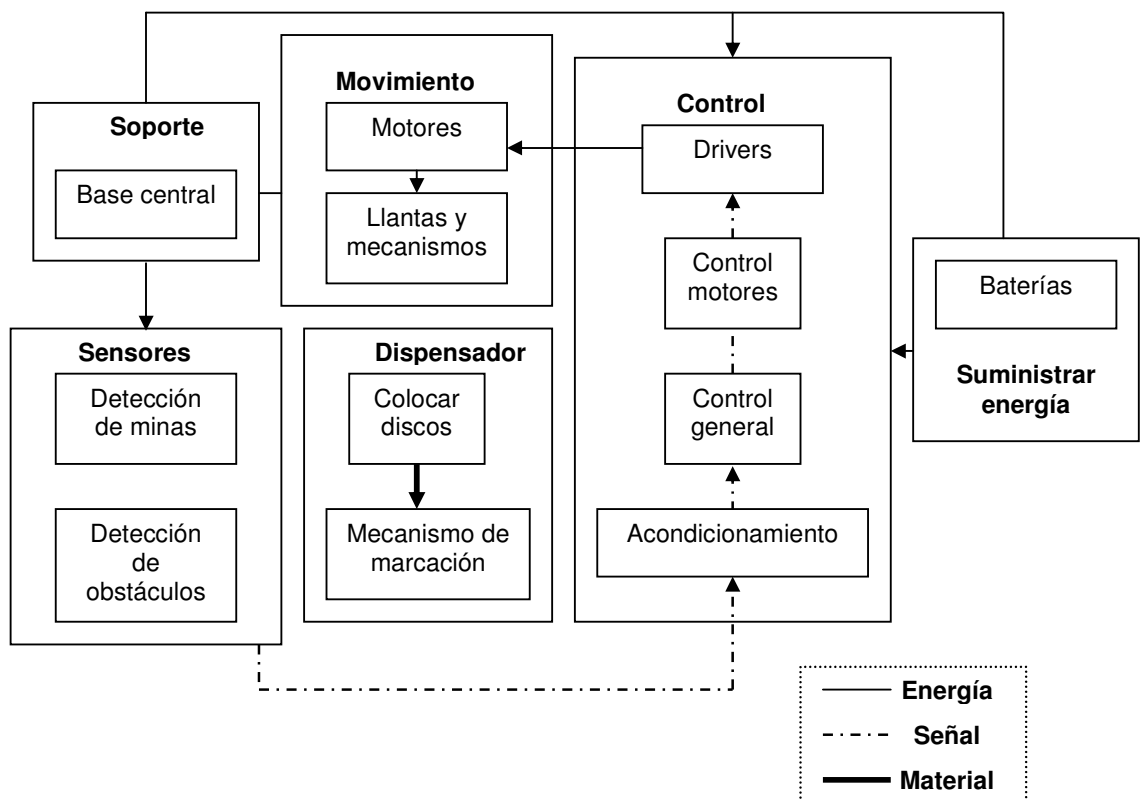 Soporte
Base central
Movimiento
Motores
Llantas y
mecanismos
Control
Drivers
Control
motores
Control
general
Acondicionamiento
Baterías
Suministrar
energía
Sensores
Detección
de minas
Detección
de
obstáculos
Dispensador
Colocar
discos
Mecanismo de
marcación
Energía
Señal
Material